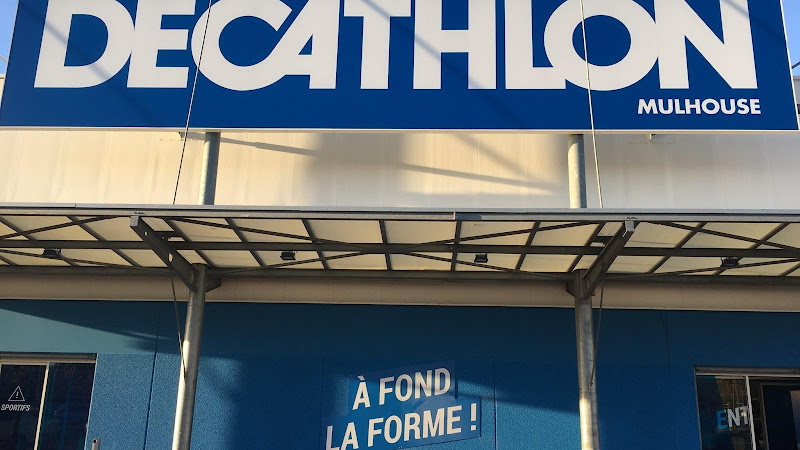 DECATHLON
MULHOUSE
À FOND
LA FORME !
SPORTIFS